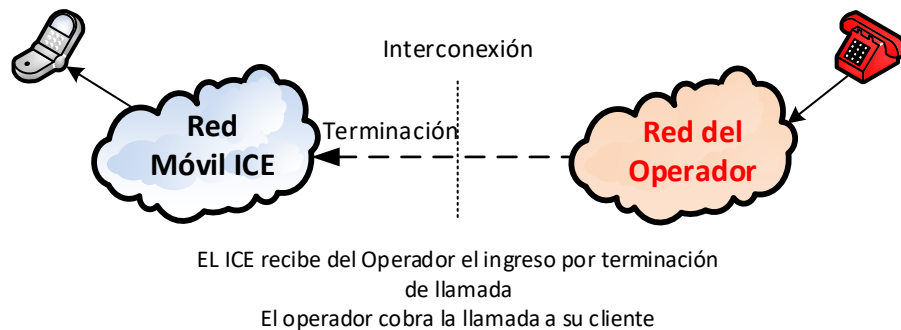 Interconexión
Red
Móvil ICE
Terminación
Red del
Operador
EL ICE recibe del Operador el ingreso por terminación
de llamada
El operador cobra la llamada a su cliente